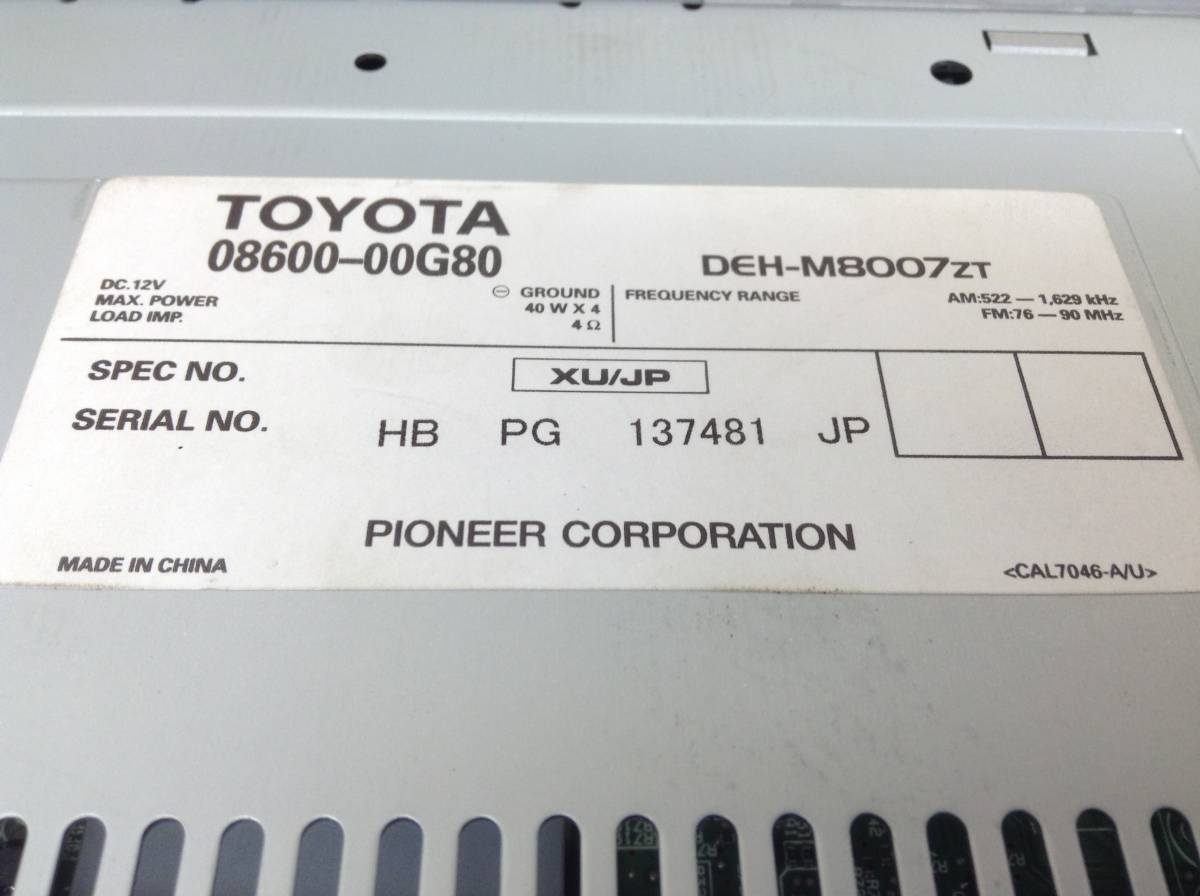 TOYOTA
08600-00G80
DEH-M8007ZT
DC.12V ⊖ GROUND
MAX. POWER 40 W X 4
LOAD IMP. 4 Ω
FREQUENCY RANGE AM:522 — 1,629 kHz
FM:76 — 90 MHz
SPEC NO. XU/JP
SERIAL NO. HB PG 137481 JP
PIONEER CORPORATION
MADE IN CHINA
<CAL7046-A/U>